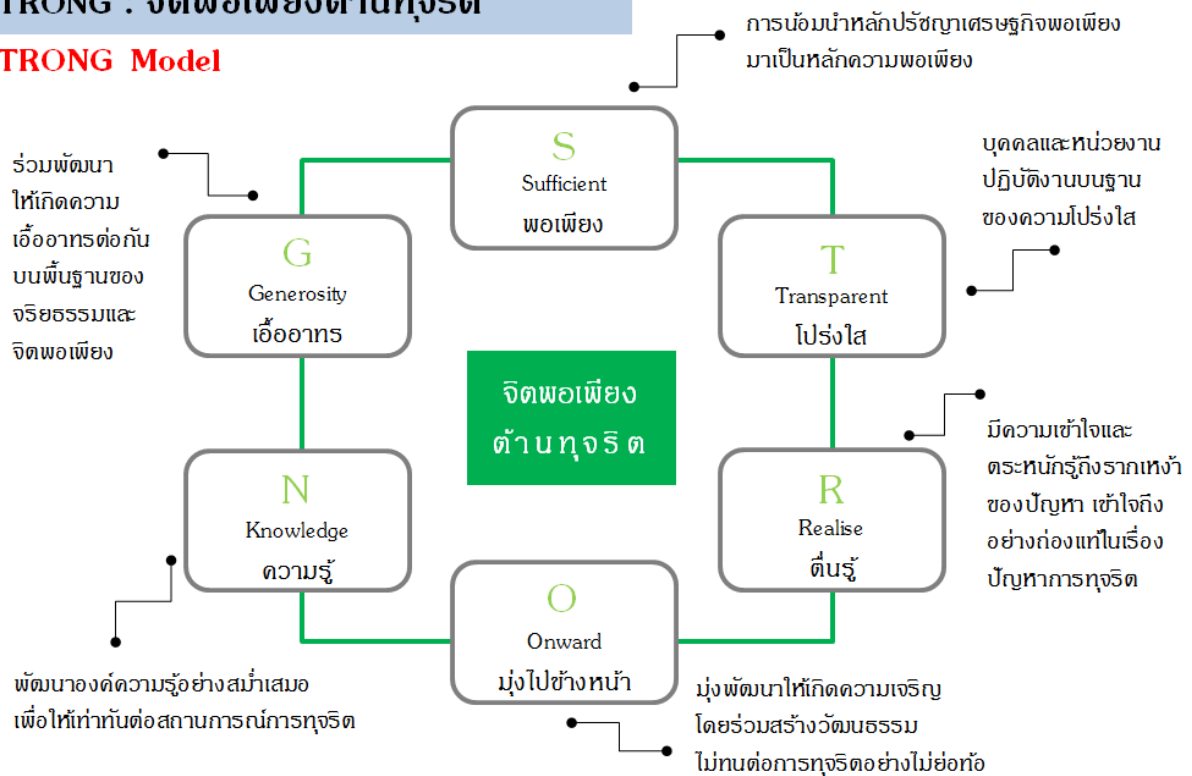 TRONG : จิตพอเพียงต้านทุจริต
TRONG Model
การน้อมนำหลักปรัชญาเศรษฐกิจพอเพียง
มาเป็นหลักความพอเพียง
S
Sufficient
พอเพียง
บุคคลและหน่วยงาน
ปฏิบัติงานบนฐาน
ของความโปร่งใส
T
Transparent
โปร่งใส
มีความเข้าใจและ
ตระหนักรู้ถึงรากเหง้า
ของปัญหา เข้าใจถึง
อย่างถ่องแท้ในเรื่อง
ปัญหาการทุจริต
R
Realise
ตื่นรู้
O
Onward
มุ่งไปข้างหน้า
มุ่งพัฒนาให้เกิดความเจริญ
โดยร่วมสร้างวัฒนธรรม
ไม่ทนต่อการทุจริตอย่างไม่ย่อท้อ
N
Knowledge
ความรู้
พัฒนาองค์ความรู้อย่างสม่ำเสมอ
เพื่อให้เท่าทันต่อสถานการณ์การทุจริต
G
Generosity
เอื้ออาทร
ร่วมพัฒนา
ให้เกิดความ
เอื้ออาทรต่อกัน
บนพื้นฐานของ
จริยธรรมและ
จิตพอเพียง
จิตพอเพียง
ต้านทุจริต